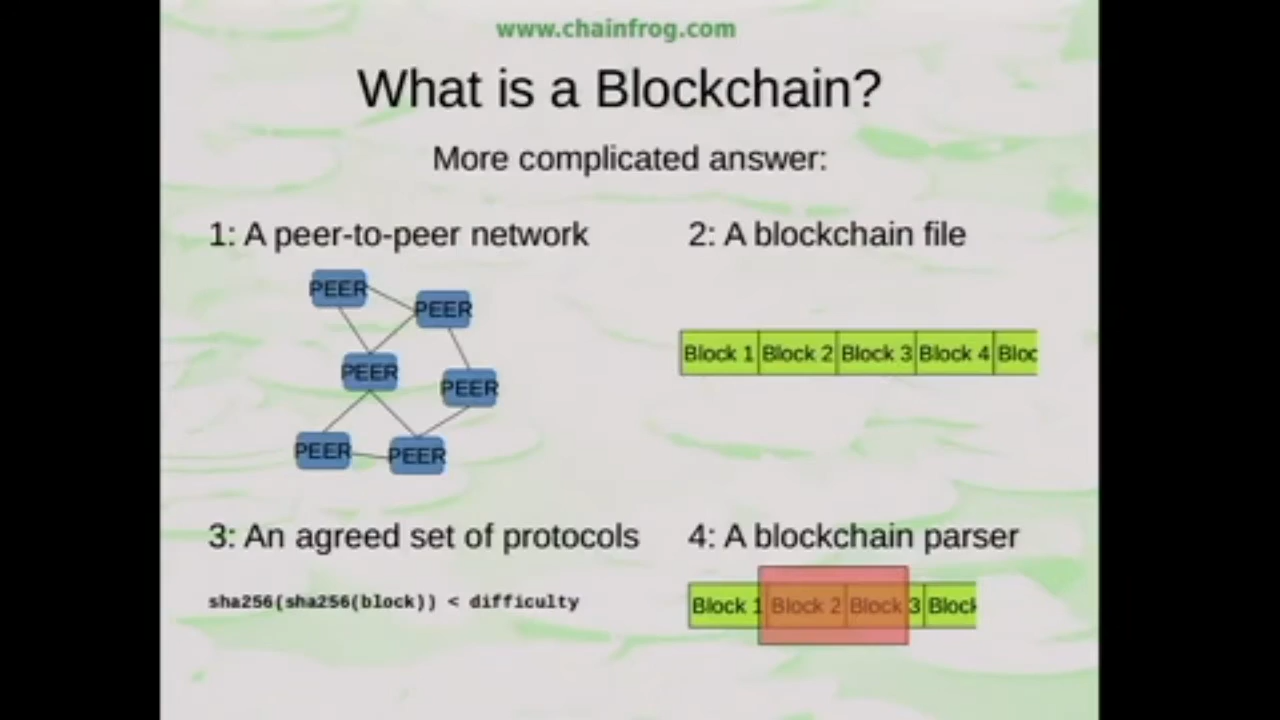 www.chainfrog.com
What is a Blockchain?
More complicated answer:
1: A peer-to-peer network
PEER
PEER
PEER
PEER
PEER
PEER
2: A blockchain file
Block 1 Block 2 Block 3 Block 4 Bloc
3: An agreed set of protocols
sha256(sha256(block)) < difficulty
4: A blockchain parser
Block 1 Block 2 Block 3 Block